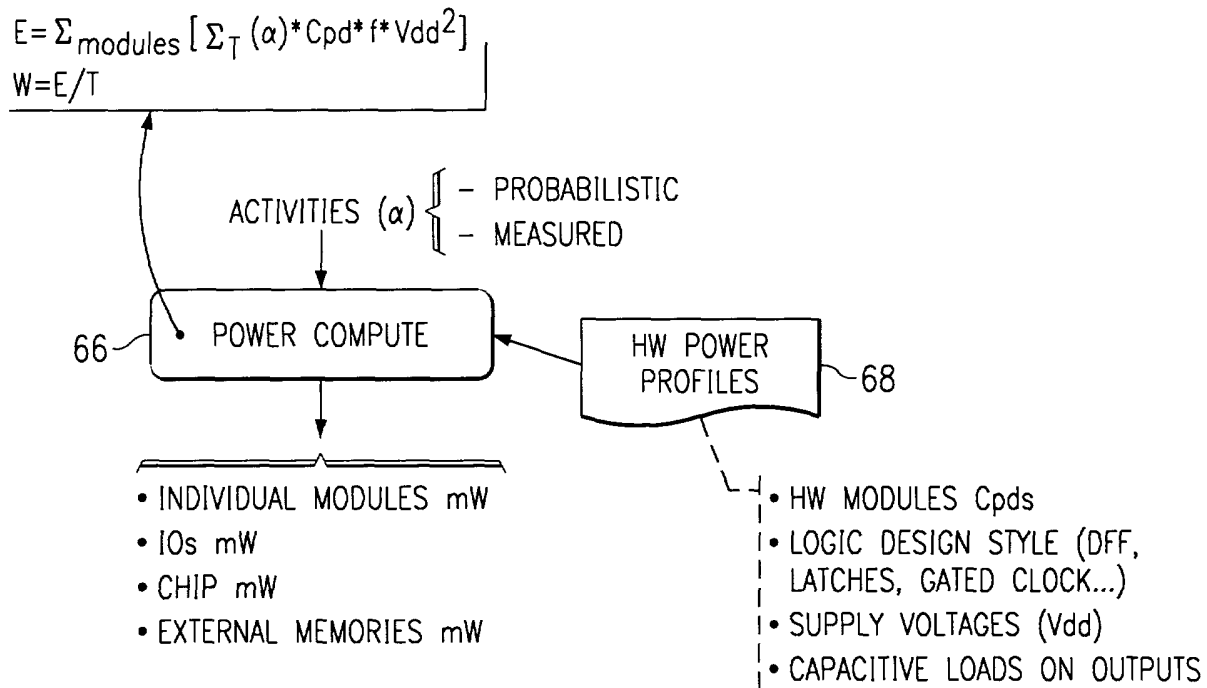 E=Σmodules[ΣT(α)*Cpd*f*Vdd²]
W=E/T
ACTIVITIES (α)
– PROBABILISTIC
– MEASURED
66
POWER COMPUTE
HW POWER
PROFILES
68
• INDIVIDUAL MODULES mW
• IOs mW
• CHIP mW
• EXTERNAL MEMORIES mW
• HW MODULES Cpds
• LOGIC DESIGN STYLE (DFF,
LATCHES, GATED CLOCK...)
• SUPPLY VOLTAGES (Vdd)
• CAPACITIVE LOADS ON OUTPUTS